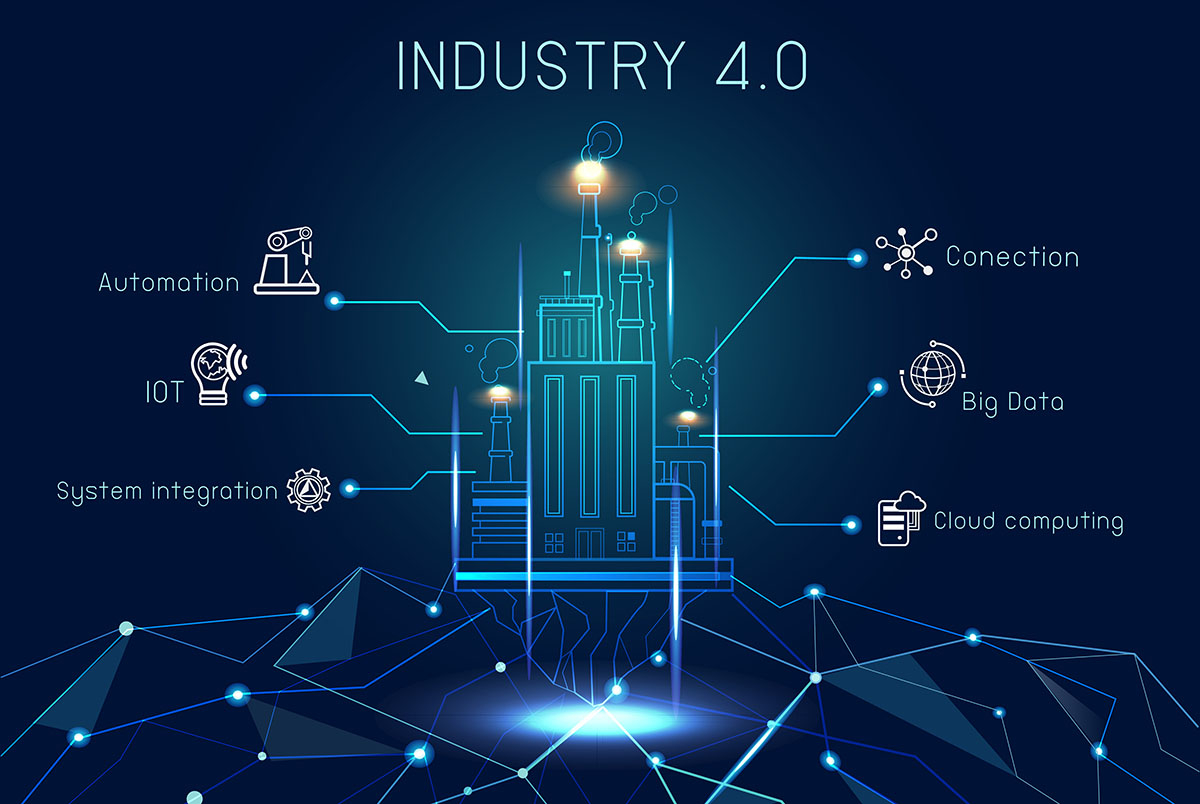 INDUSTRY 4.0
Automation
IOT
System integration
Conection
Big Data
Cloud computing